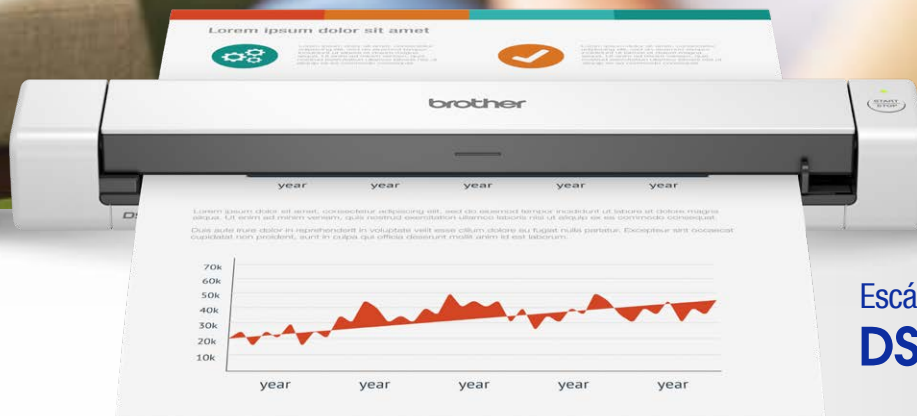 Lorem ipsum dolor sit amet
brother
START
STOP
year year year year year
Lorem ipsum dolor sit amet, consectetur adipiscing elit, sed do eiusmod tempor incididunt ut labore et dolore magna
aliqua. Ut enim ad minim veniam, quis nostrud exercitation ullamco laboris nisi ut aliquip ex ea commodo consequat.
Duis aute irure dolor in reprehenderit in voluptate velit esse cillum dolore eu fugiat nulla pariatur. Excepteur sint occaecat
cupidatat non proident, sunt in culpa qui officia deserunt mollit anim id est laborum.
70k
60k
50k
40k
30k
20k
10k
year year year year year
Escá
DS